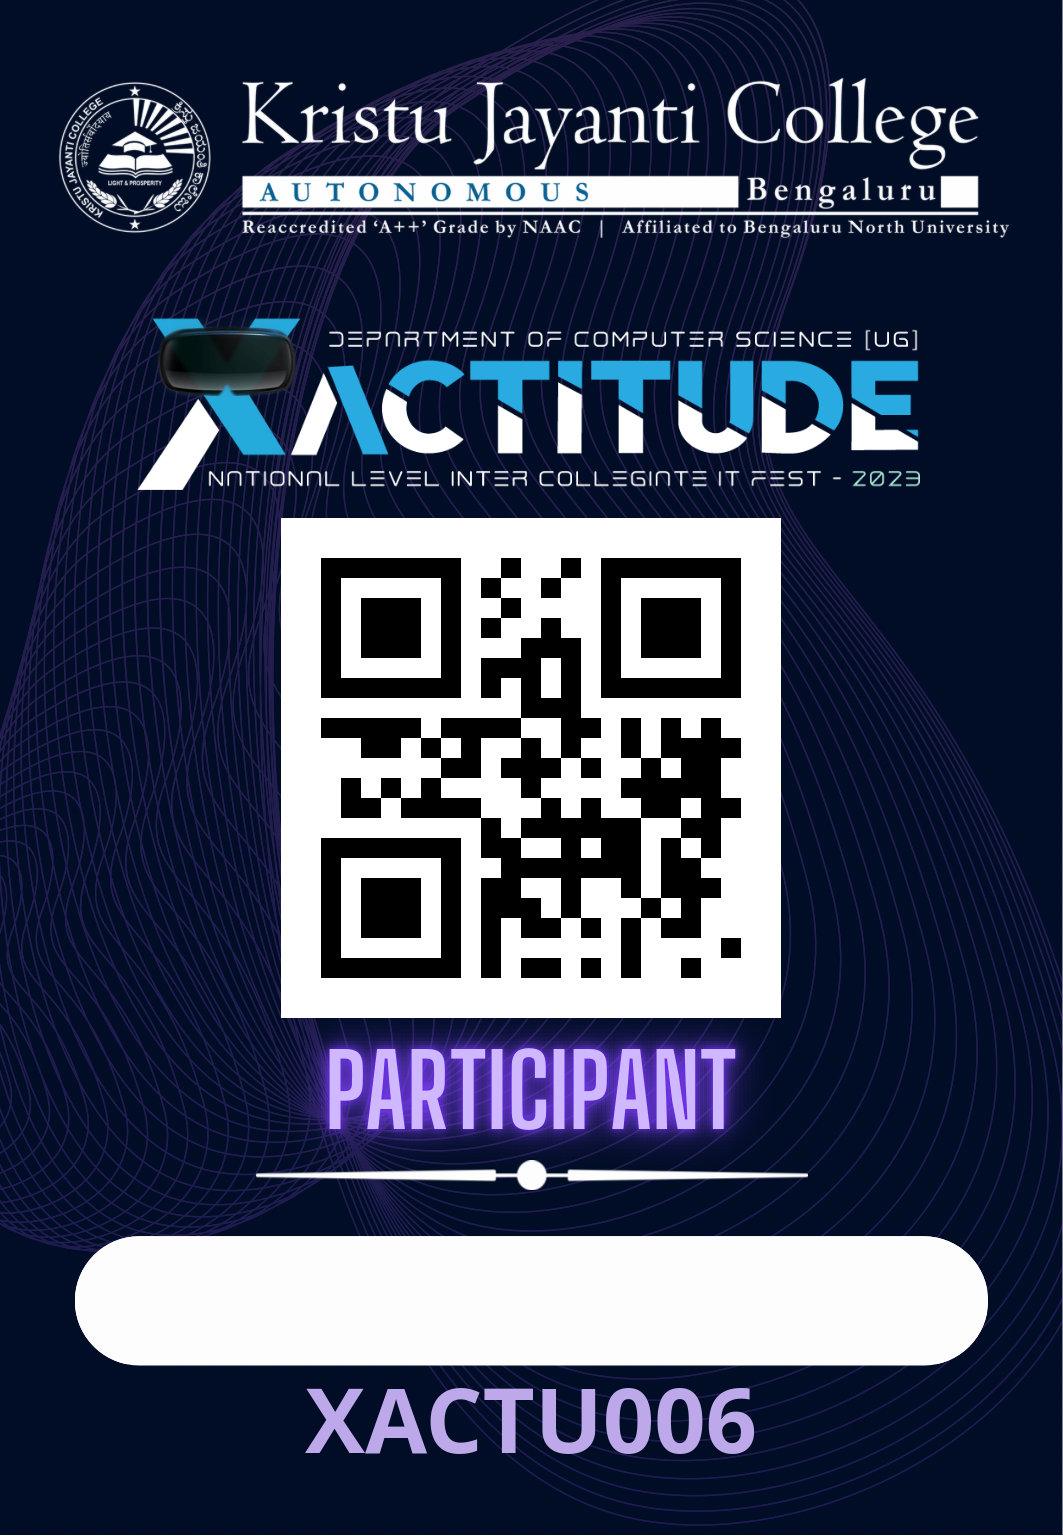 KRISTU JAYANTI COLLEGE
LIGHT & PROSPERITY
Kristu Jayanti College
AUTONOMOUS Bengaluru
Reaccredited ‘A++’ Grade by NAAC | Affiliated to Bengaluru North University
DEPARTMENT OF COMPUTER SCIENCE [UG]
XACTITUDE
NATIONAL LEVEL INTER COLLEGIATE IT FEST - 2023
PARTICIPANT
XACTU006